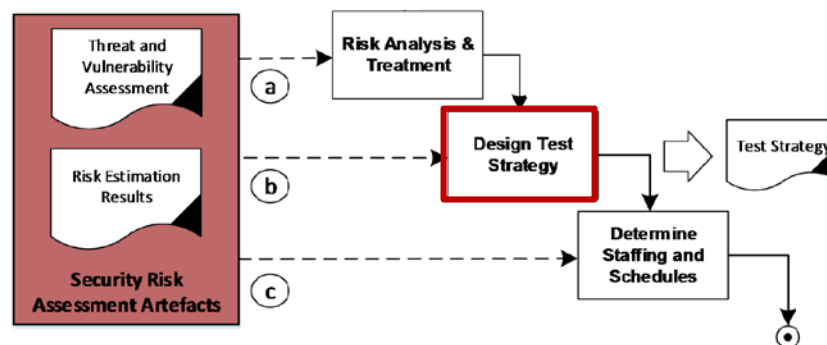 Threat and
Vulnerability
Assessment
a
Risk Analysis &
Treatment
Risk Estimation
Results
b
Design Test
Strategy
Test Strategy
c
Determine
Staffing and
Schedules
Security Risk
Assessment Artefacts